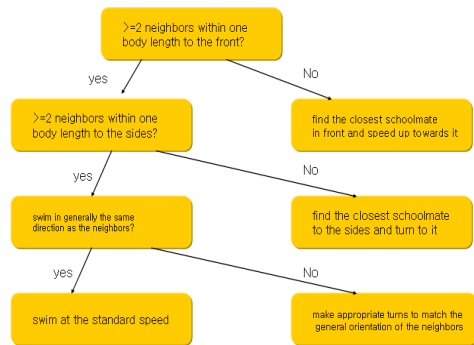 >=2 neighbors within one
body length to the front?
yes
No
>=2 neighbors within one
body length to the sides?
find the closest schoolmate
in front and speed up towards it
yes
No
swim in generally the same
direction as the neighbors?
find the closest schoolmate
to the sides and turn to it
yes
No
swim at the standard speed
make appropriate turns to match the
general orientation of the neighbors